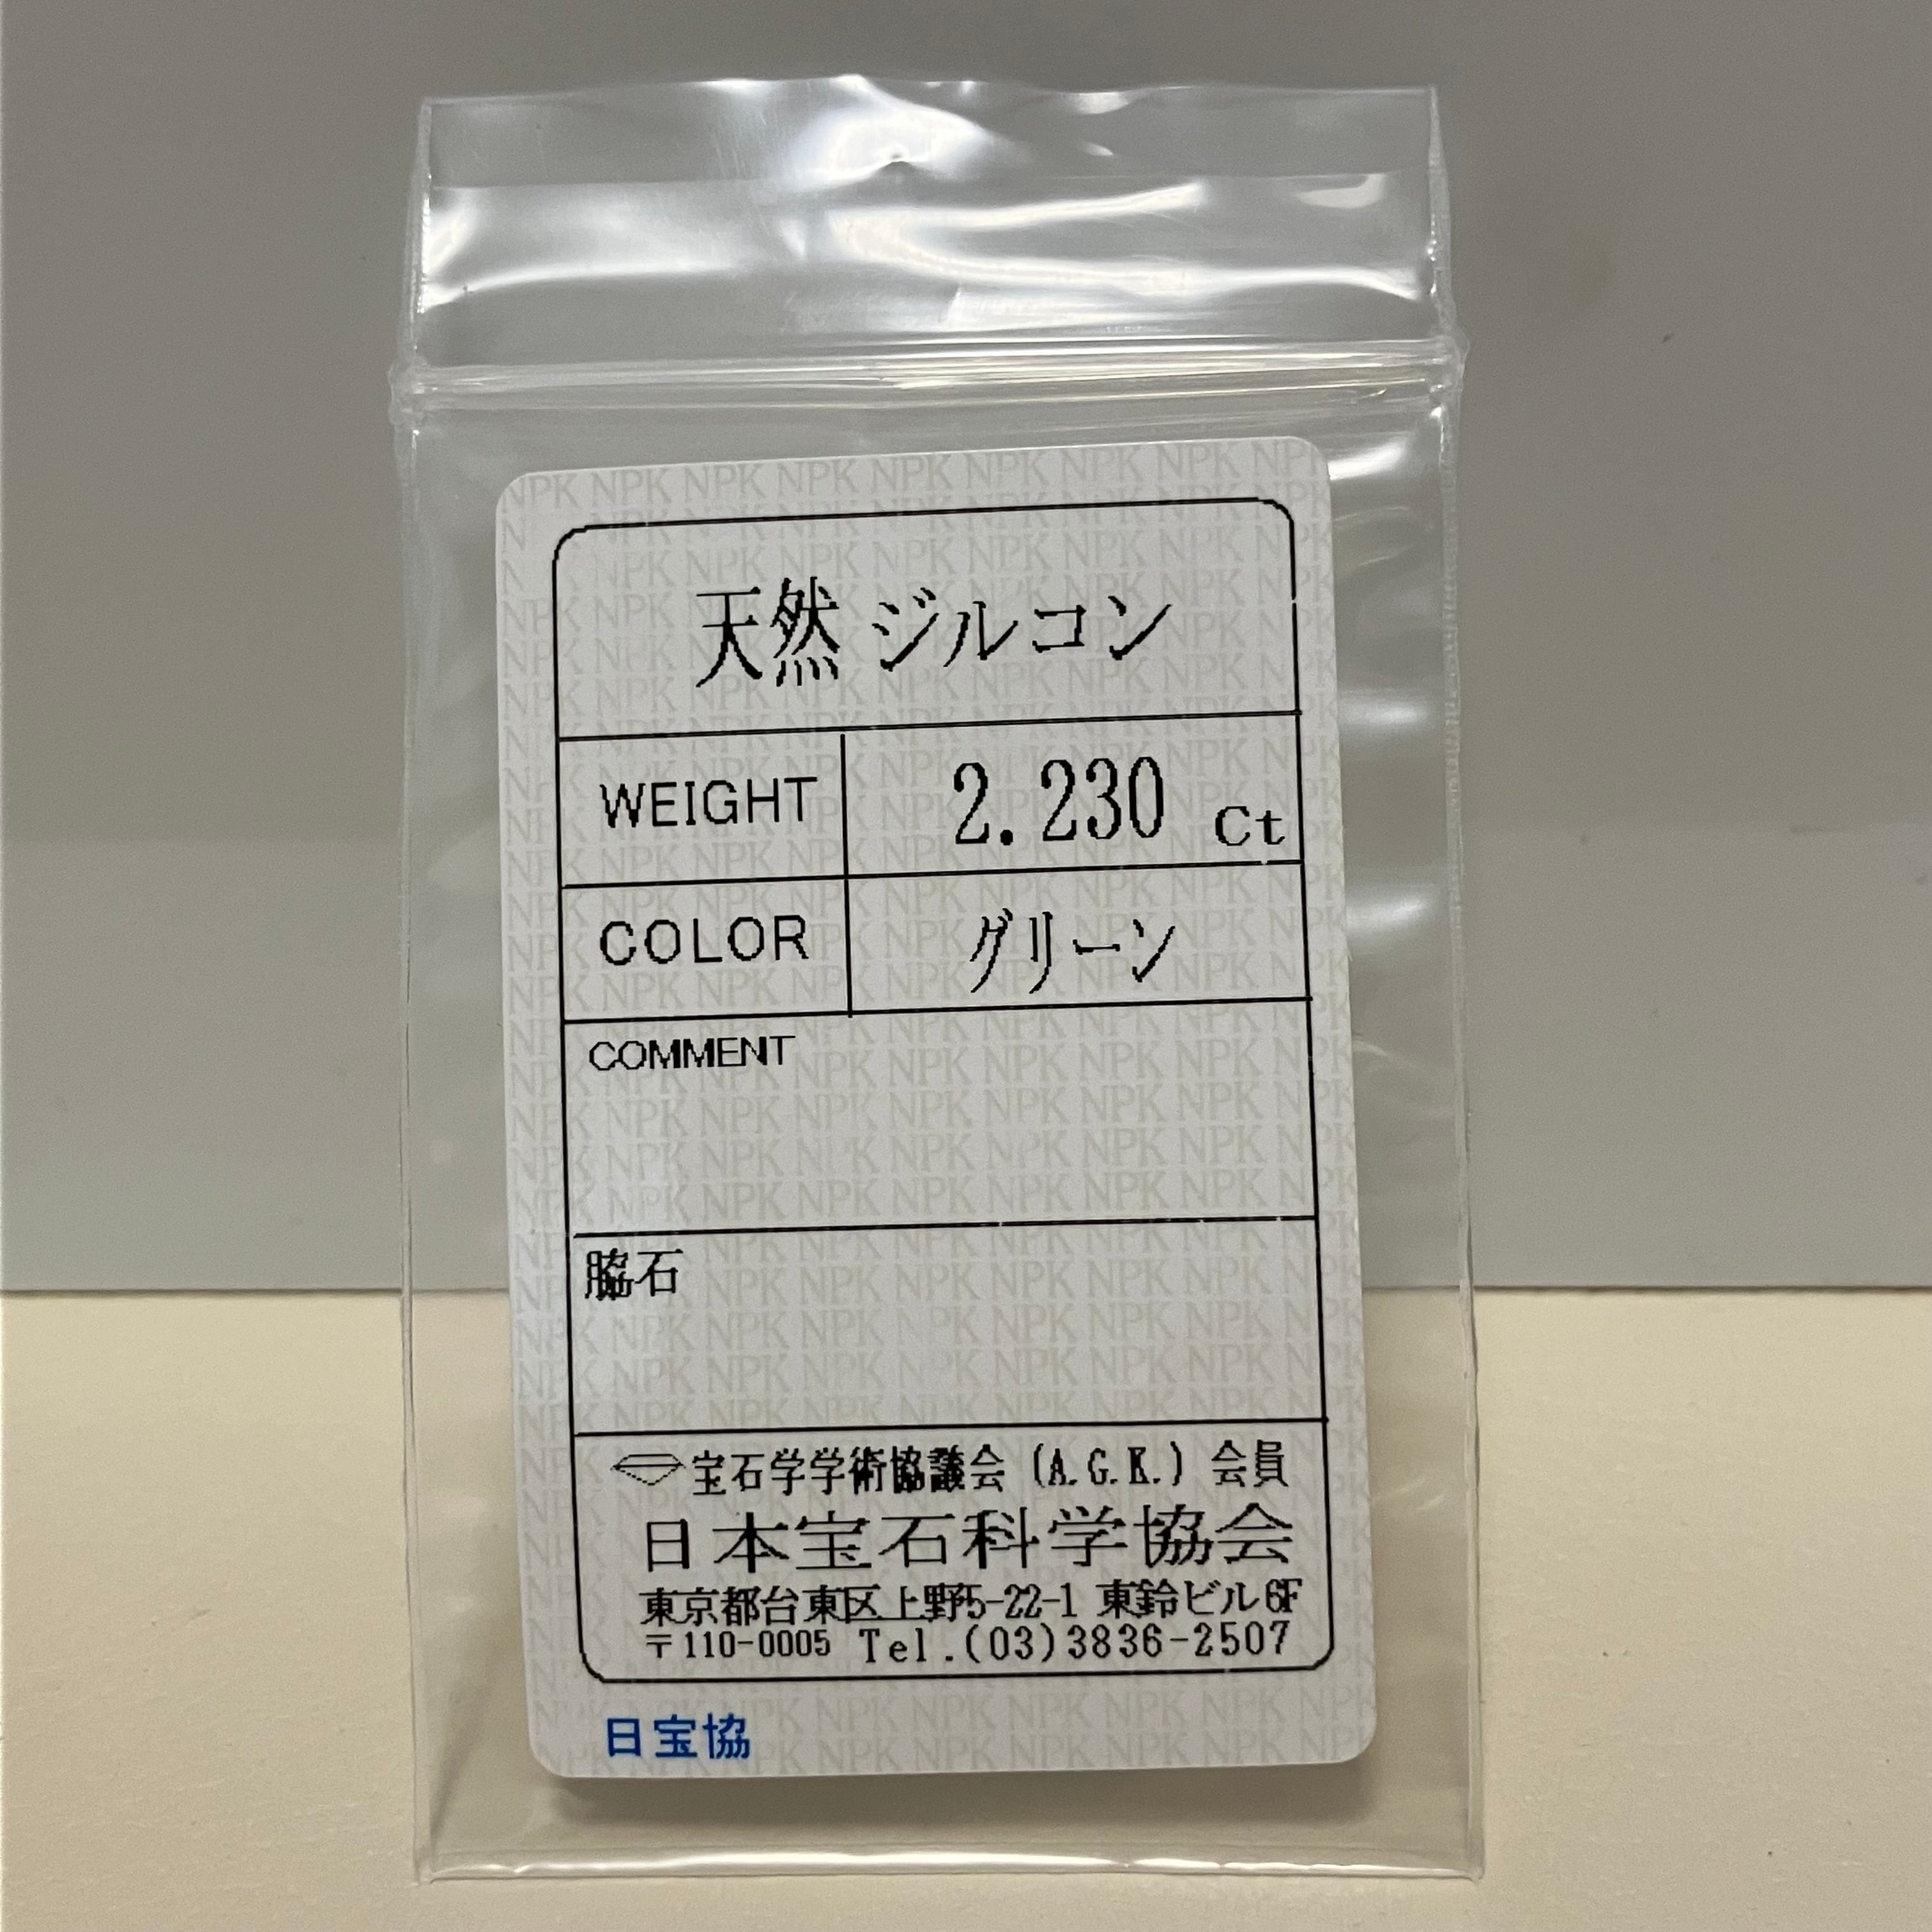 天然 ジルコン
WEIGHT 2.230 Ct
COLOR グリーン
COMMENT
脇石
宝石学学術協議会 (A.G.K.) 会員
日本宝石科学協会
東京都台東区上野5-22-1 東鈴ビル6F
〒110-0005 Tel.(03)3836-2507
日宝協
NPK